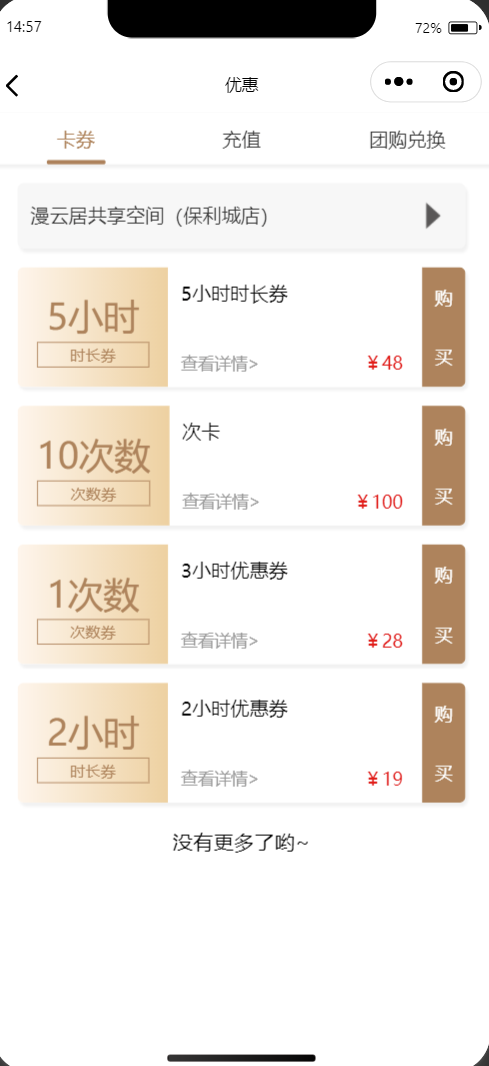 14:57
72%
优惠
卡券 充值 团购兑换
漫云居共享空间（保利城店）
5小时
时长券
5小时时长券
查看详情>
￥48
购
买
10次数
次数券
次卡
查看详情>
￥100
购
买
1次数
次数券
3小时优惠券
查看详情>
￥28
购
买
2小时
时长券
2小时优惠券
查看详情>
￥19
购
买
没有更多了哟~